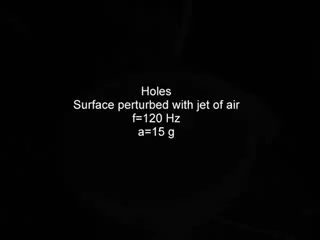 Holes
Surface perturbed with jet of air
f=120 Hz
a=15 g